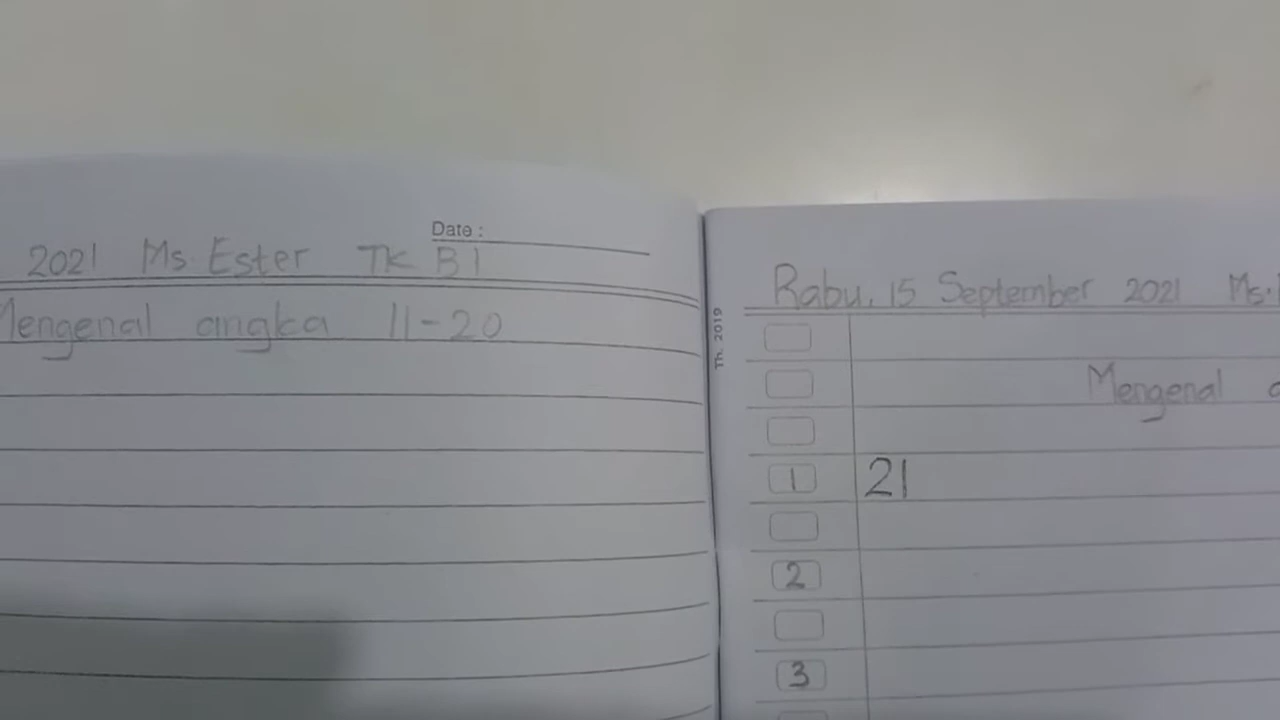 Date :
2021 Ms. Ester TK B1
Mengenal angka 11-20
Th. 2019
Rabu, 15 September 2021 Ms.
Mengenal
1 21
2
3